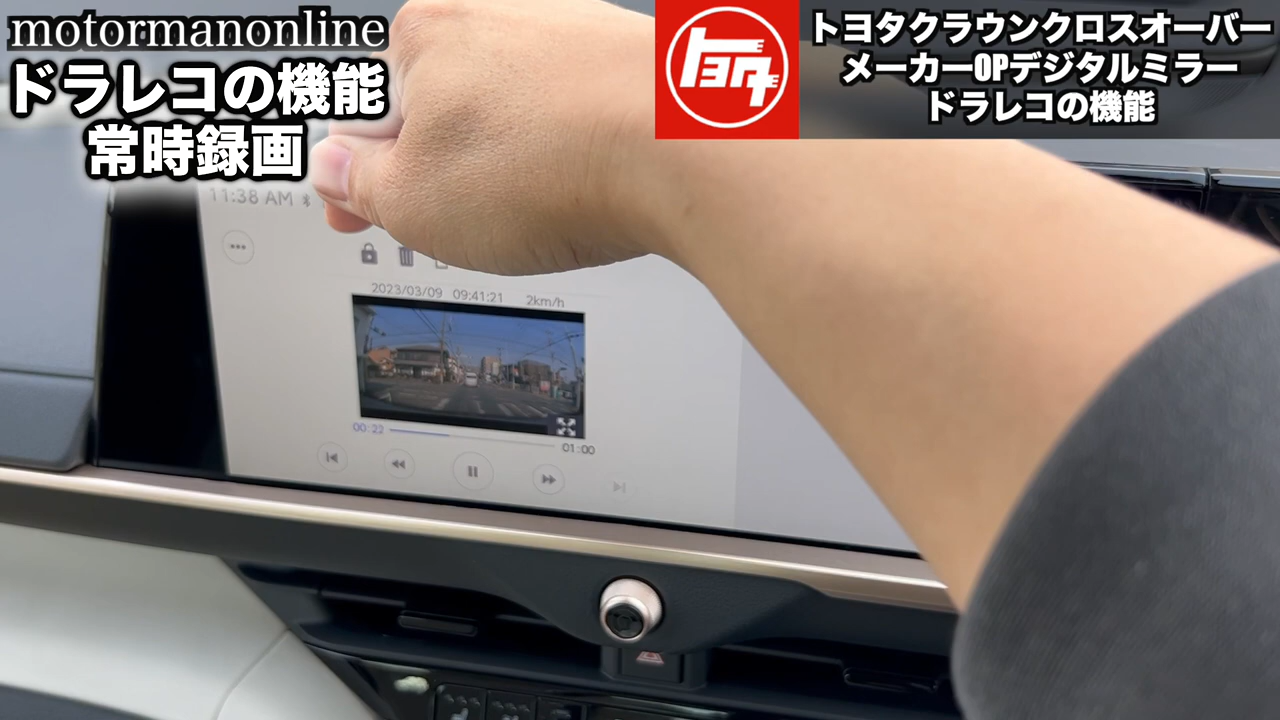 motormanonline
ドラレコの機能
常時録画
トヨタ
トヨタクラウンクロスオーバー
メーカーOPデジタルミラー
ドラレコの機能
11:38 AM
2023/03/09 09:41:21 2km/h
00:22
01:00